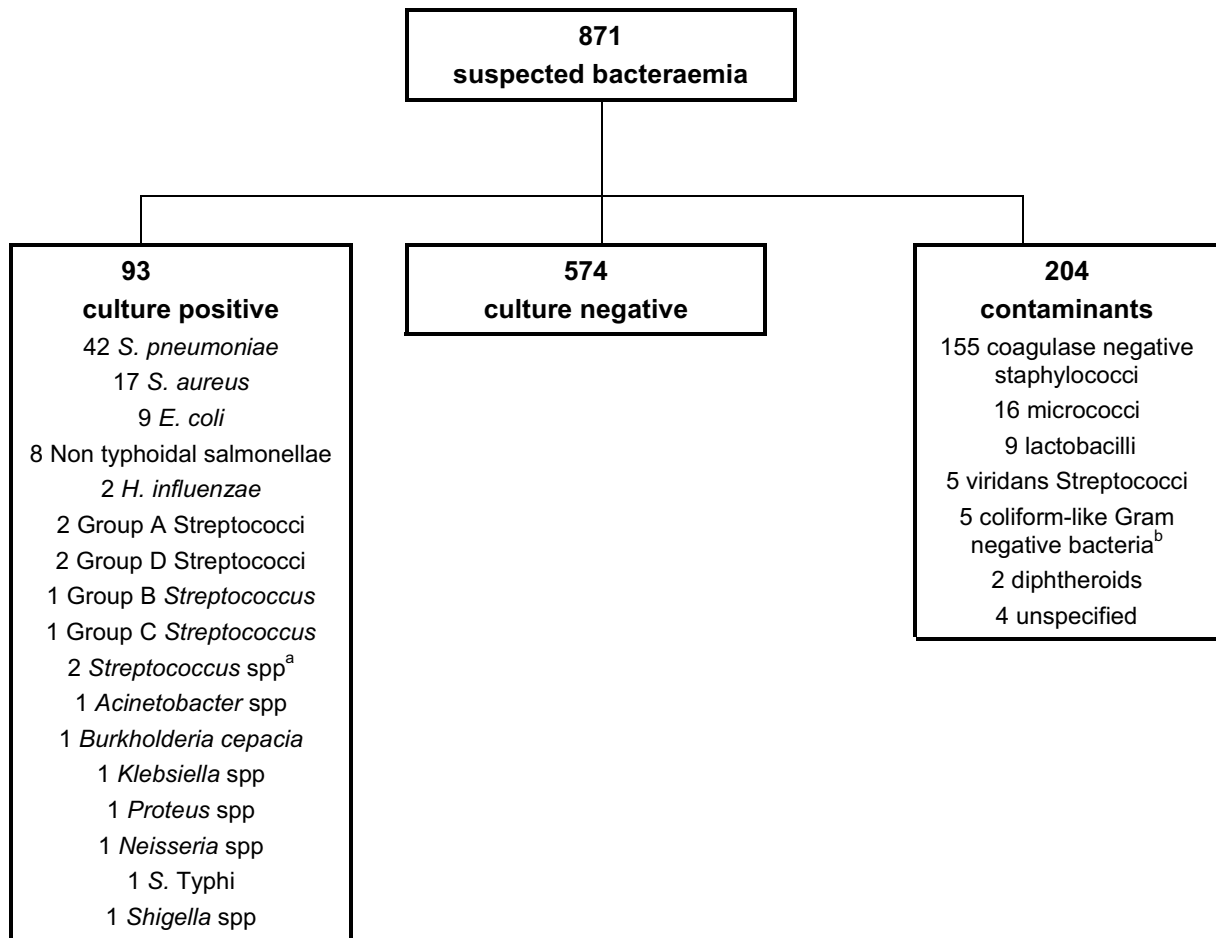 871
suspected bacteraemia
93
culture positive
42 S. pneumoniae
17 S. aureus
9 E. coli
8 Non typhoidal salmonellae
2 H. influenzae
2 Group A Streptococci
2 Group D Streptococci
1 Group B Streptococcus
1 Group C Streptococcus
2 Streptococcus spp^a
1 Acinetobacter spp
1 Burkholderia cepacia
1 Klebsiella spp
1 Proteus spp
1 Neisseria spp
1 S. Typhi
1 Shigella spp
574
culture negative
204
contaminants
155 coagulase negative
staphylococci
16 micrococci
9 lactobacilli
5 viridans Streptococci
5 coliform-like Gram
negative bacteria^b
2 diphtheroids
4 unspecified